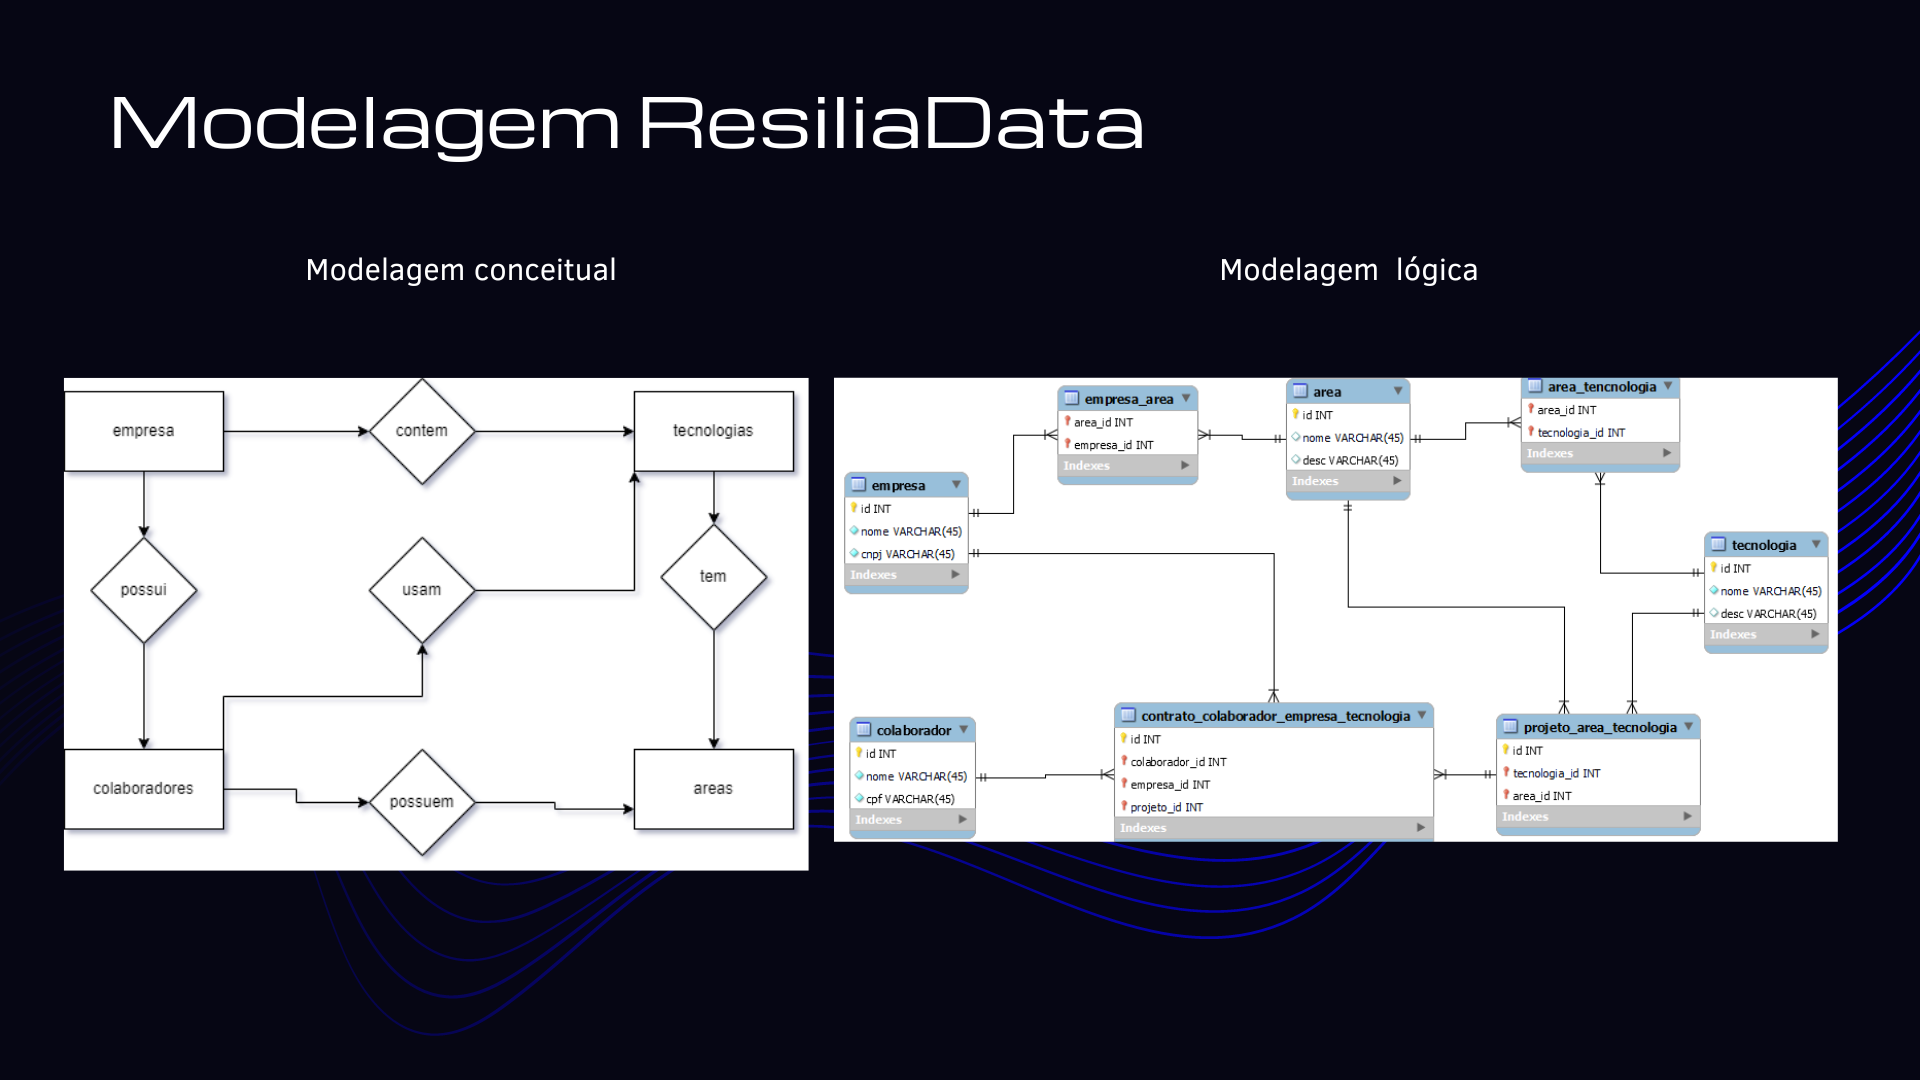 Modelagem ResiliaData
Modelagem conceitual
empresa
contem
tecnologias
possui
usam
tem
colaboradores
possuem
areas
Modelagem lógica
empresa_area
area_id INT
empresa_id INT
Indexes
area
id INT
nome VARCHAR(45)
desc VARCHAR(45)
Indexes
area_tencnologia
area_id INT
tecnologia_id INT
Indexes
empresa
id INT
nome VARCHAR(45)
cnpj VARCHAR(45)
Indexes
tecnologia
id INT
nome VARCHAR(45)
desc VARCHAR(45)
Indexes
colaborador
id INT
nome VARCHAR(45)
cpf VARCHAR(45)
Indexes
contrato_colaborador_empresa_tecnologia
id INT
colaborador_id INT
empresa_id INT
projeto_id INT
Indexes
projeto_area_tecnologia
id INT
tecnologia_id INT
area_id INT
Indexes